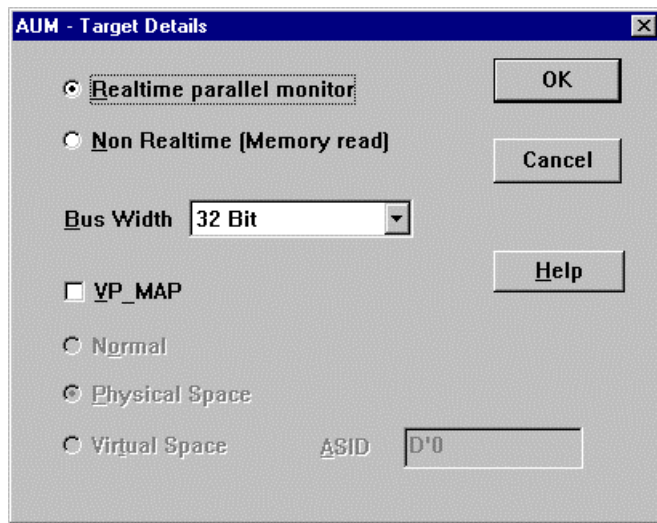 AUM - Target Details
Realtime parallel monitor
OK
Non Realtime (Memory read)
Cancel
Bus Width 32 Bit
Help
VP_MAP
Normal
Physical Space
Virtual Space ASID D'0